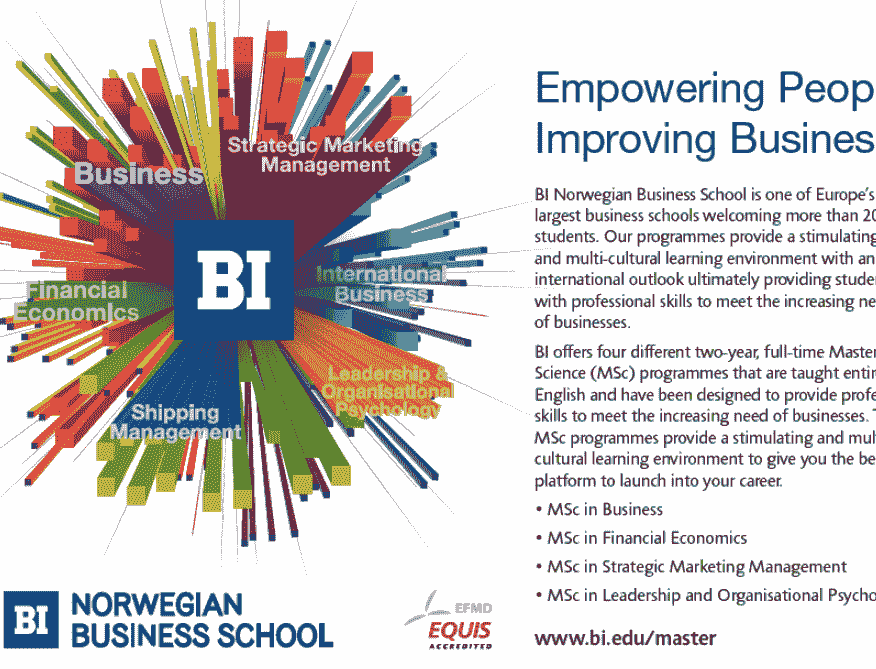 Strategic Marketing
Management
Business
BI
International
Business
Financial
Economics
Leadership &
Organisational
Psychology
Shipping
Management
BI
NORWEGIAN
BUSINESS SCHOOL
EFMD
EQUIS
ACCREDITED
Empowering Peop
Improving Busines
BI Norwegian Business School is one of Europe's
largest business schools welcoming more than 20
students. Our programmes provide a stimulating
and multi-cultural learning environment with an
international outlook ultimately providing stude
with professional skills to meet the increasing ne
of businesses.
BI offers four different two-year, full-time Master
Science (MSc) programmes that are taught entir
English and have been designed to provide profe
skills to meet the increasing need of businesses. T
MSc programmes provide a stimulating and mul
cultural learning environment to give you the be
platform to launch into your career.
• MSc in Business
• MSc in Financial Economics
• MSc in Strategic Marketing Management
• MSc in Leadership and Organisational Psycho
www.bi.edu/master